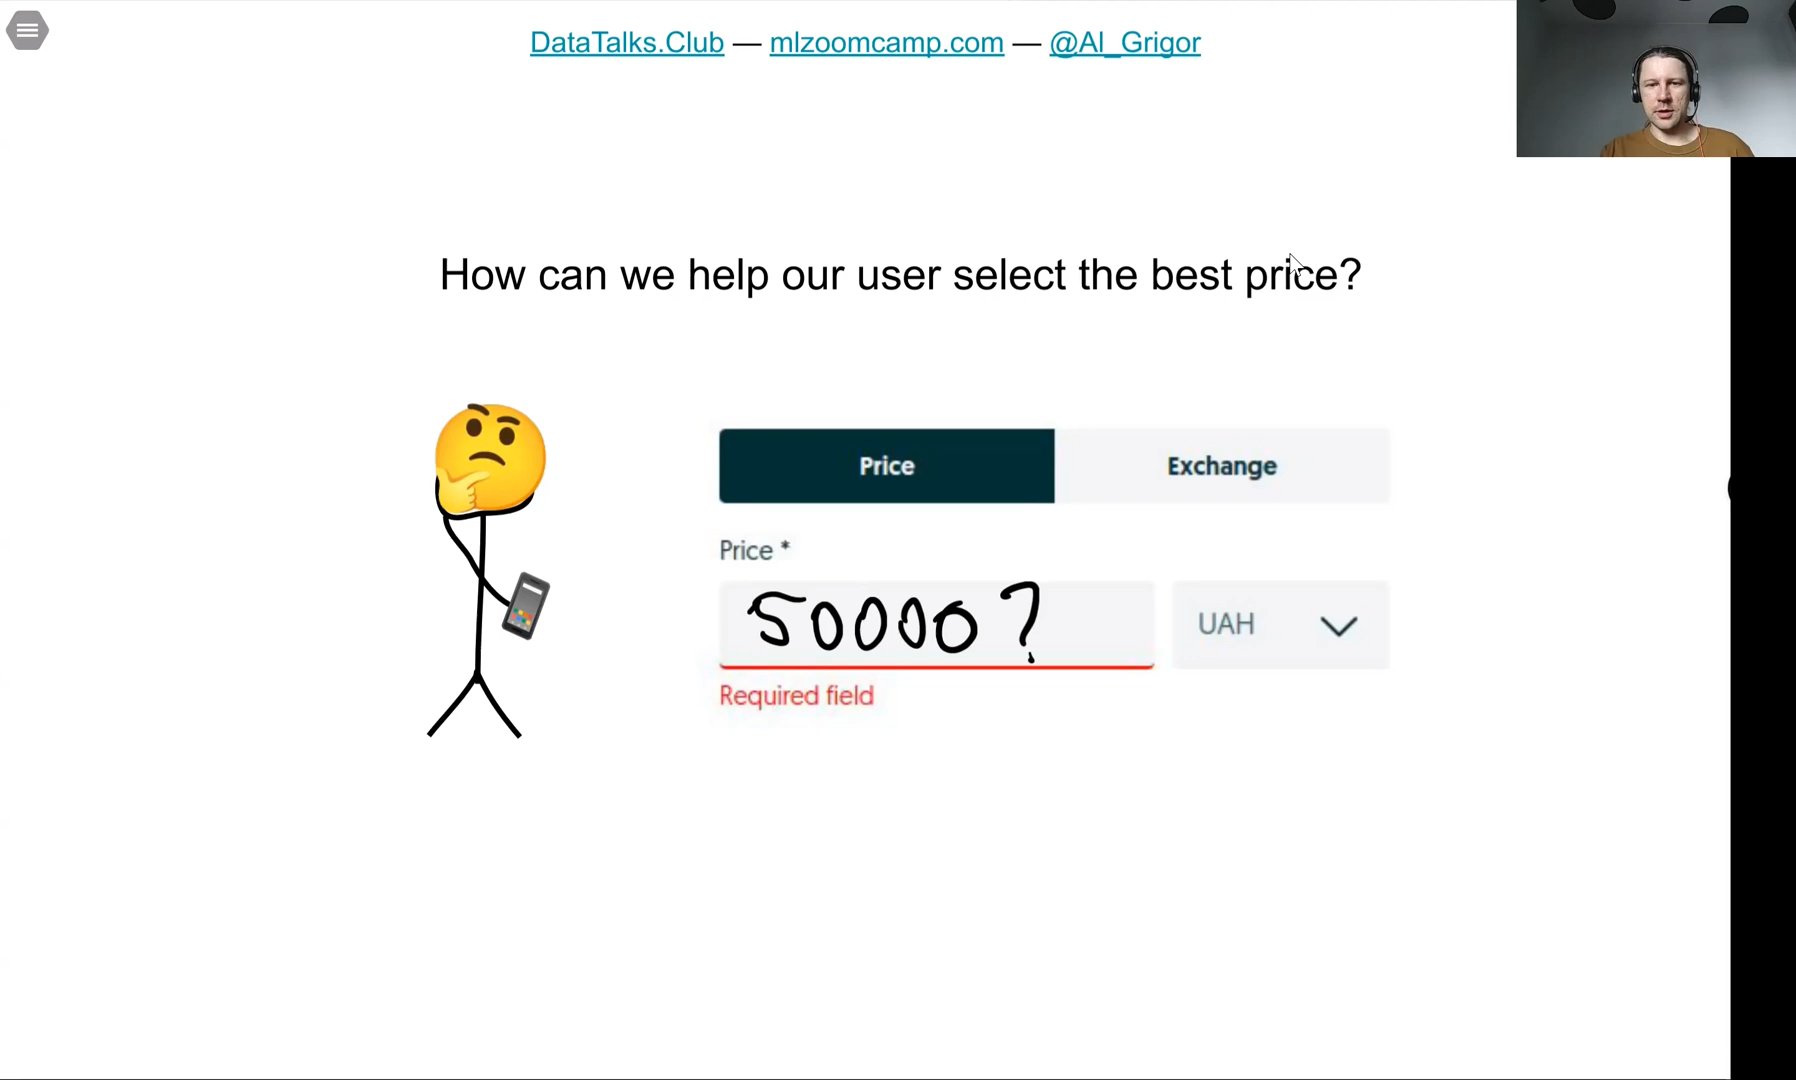 DataTalks.Club — mlzoomcamp.com — @Al_Grigor
How can we help our user select the best price?
Price Exchange
Price *
50000? UAH
Required field